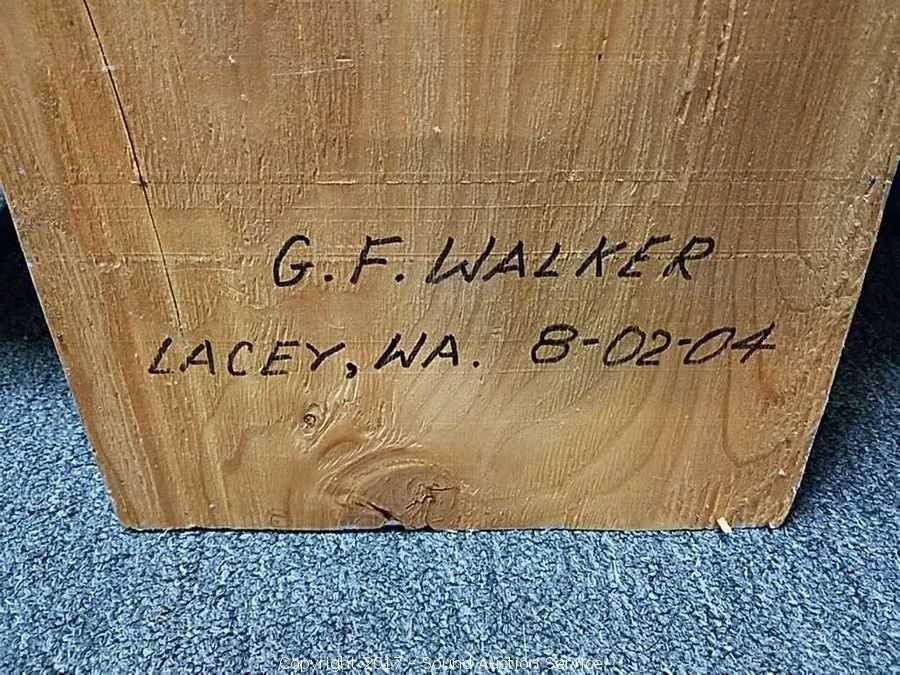 G. F. WALKER
LACEY, WA. 8-02-04
Copyright 2017 - Sound Auction Service